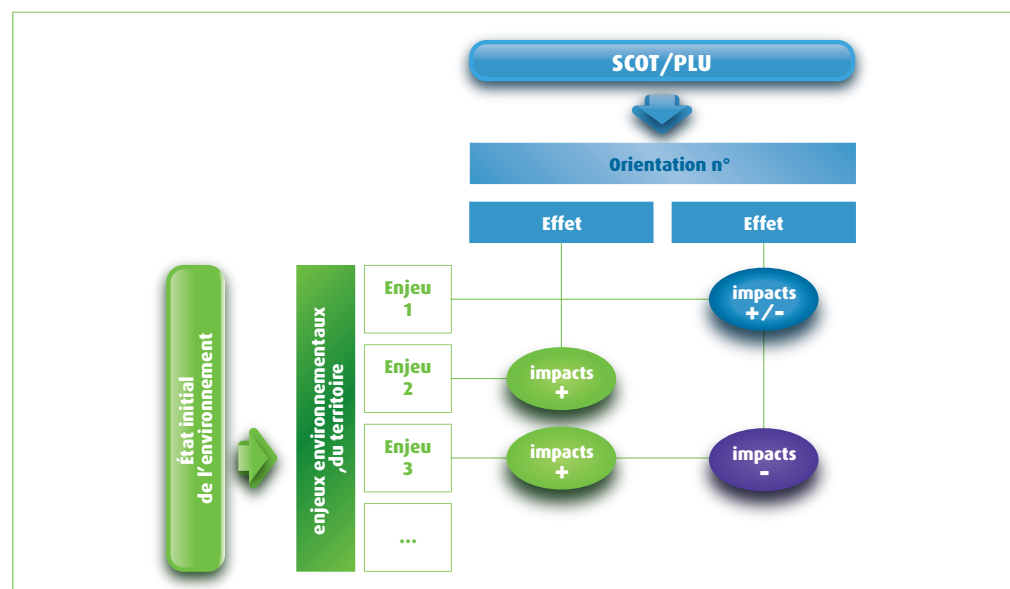 SCOT/PLU
Orientation n°
Effet
Effet
État initial
de l'environnement
enjeux environnementaux
,du territoire
Enjeu
1
impacts
+/-
Enjeu
2
impacts
+
Enjeu
3
impacts
+
impacts
-
...